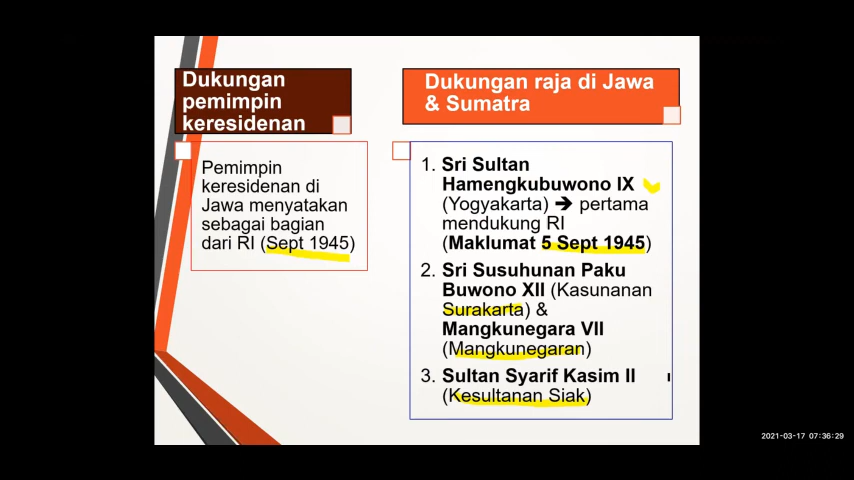 Dukungan
pemimpin
keresidenan
Pemimpin
keresidenan di
Jawa menyatakan
sebagai bagian
dari RI (Sept 1945)
Dukungan raja di Jawa
& Sumatra
1. Sri Sultan
Hamengkubuwono IX
(Yogyakarta) ➔ pertama
mendukung RI
(Maklumat 5 Sept 1945)
2. Sri Susuhunan Paku
Buwono XII (Kasunanan
Surakarta) &
Mangkunegara VII
(Mangkunegaran)
3. Sultan Syarif Kasim II
(Kesultanan Siak)
2021-03-17 07:36:29